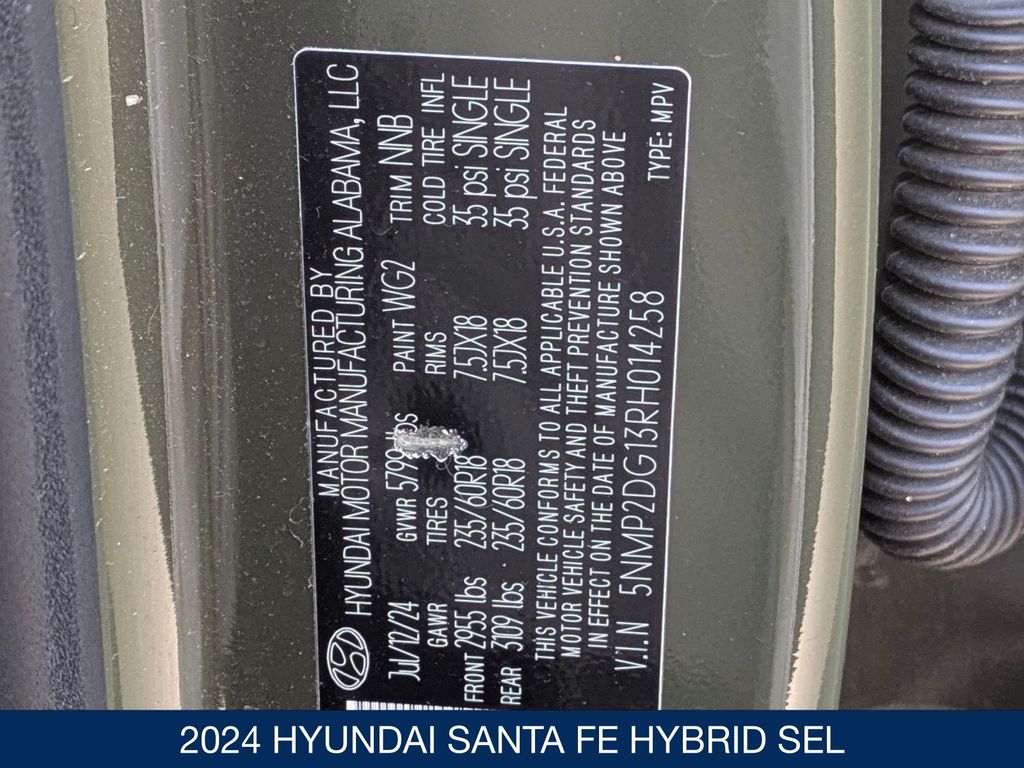 MANUFACTURED BY
HYUNDAI MOTOR MANUFACTURING ALABAMA, LLC
Jul/12/24 GVWR 5799 lbs PAINT WG2 TRIM NNB
GAWR TIRES RIMS COLD TIRE INFL
FRONT 2955 lbs 235/60R18 7.5JX18 35 psi SINGLE
REAR 3109 lbs 235/60R18 7.5JX18 35 psi SINGLE
THIS VEHICLE CONFORMS TO ALL APPLICABLE U.S.A. FEDERAL
MOTOR VEHICLE SAFETY AND THEFT PREVENTION STANDARDS
IN EFFECT ON THE DATE OF MANUFACTURE SHOWN ABOVE
V.I.N 5NMP2DG13RH014258 TYPE: MPV
2024 HYUNDAI SANTA FE HYBRID SEL